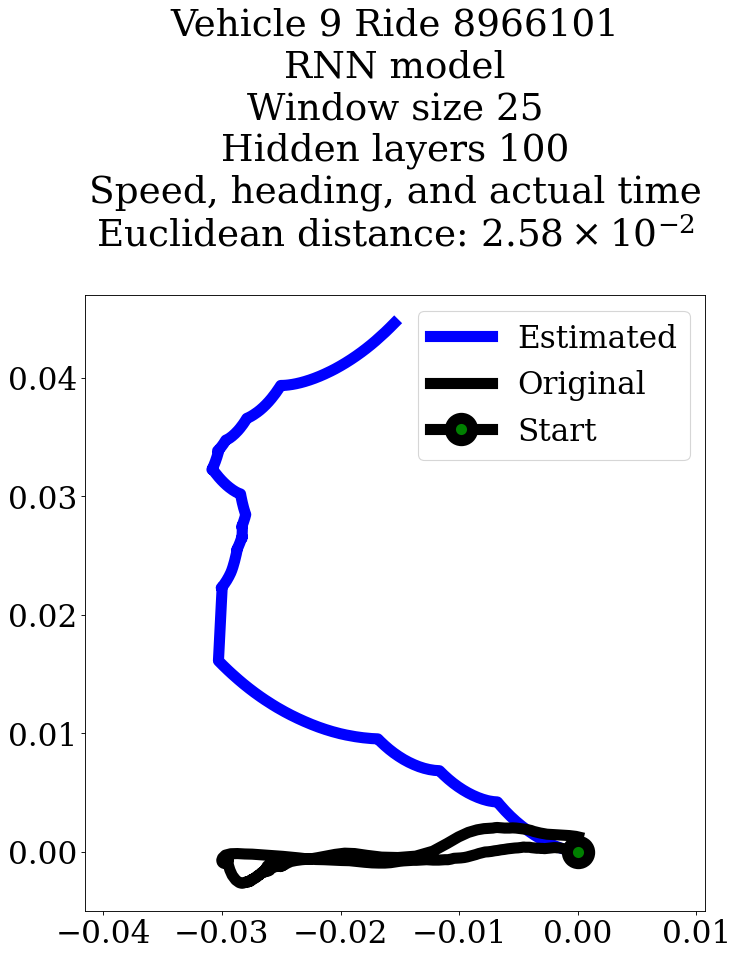 Vehicle 9 Ride 8966101
RNN model
Window size 25
Hidden layers 100
Speed, heading, and actual time
Euclidean distance: 2.58 × 10⁻²
Estimated
Original
Start
0.04
0.03
0.02
0.01
0.00
−0.04 −0.03 −0.02 −0.01 0.00 0.01